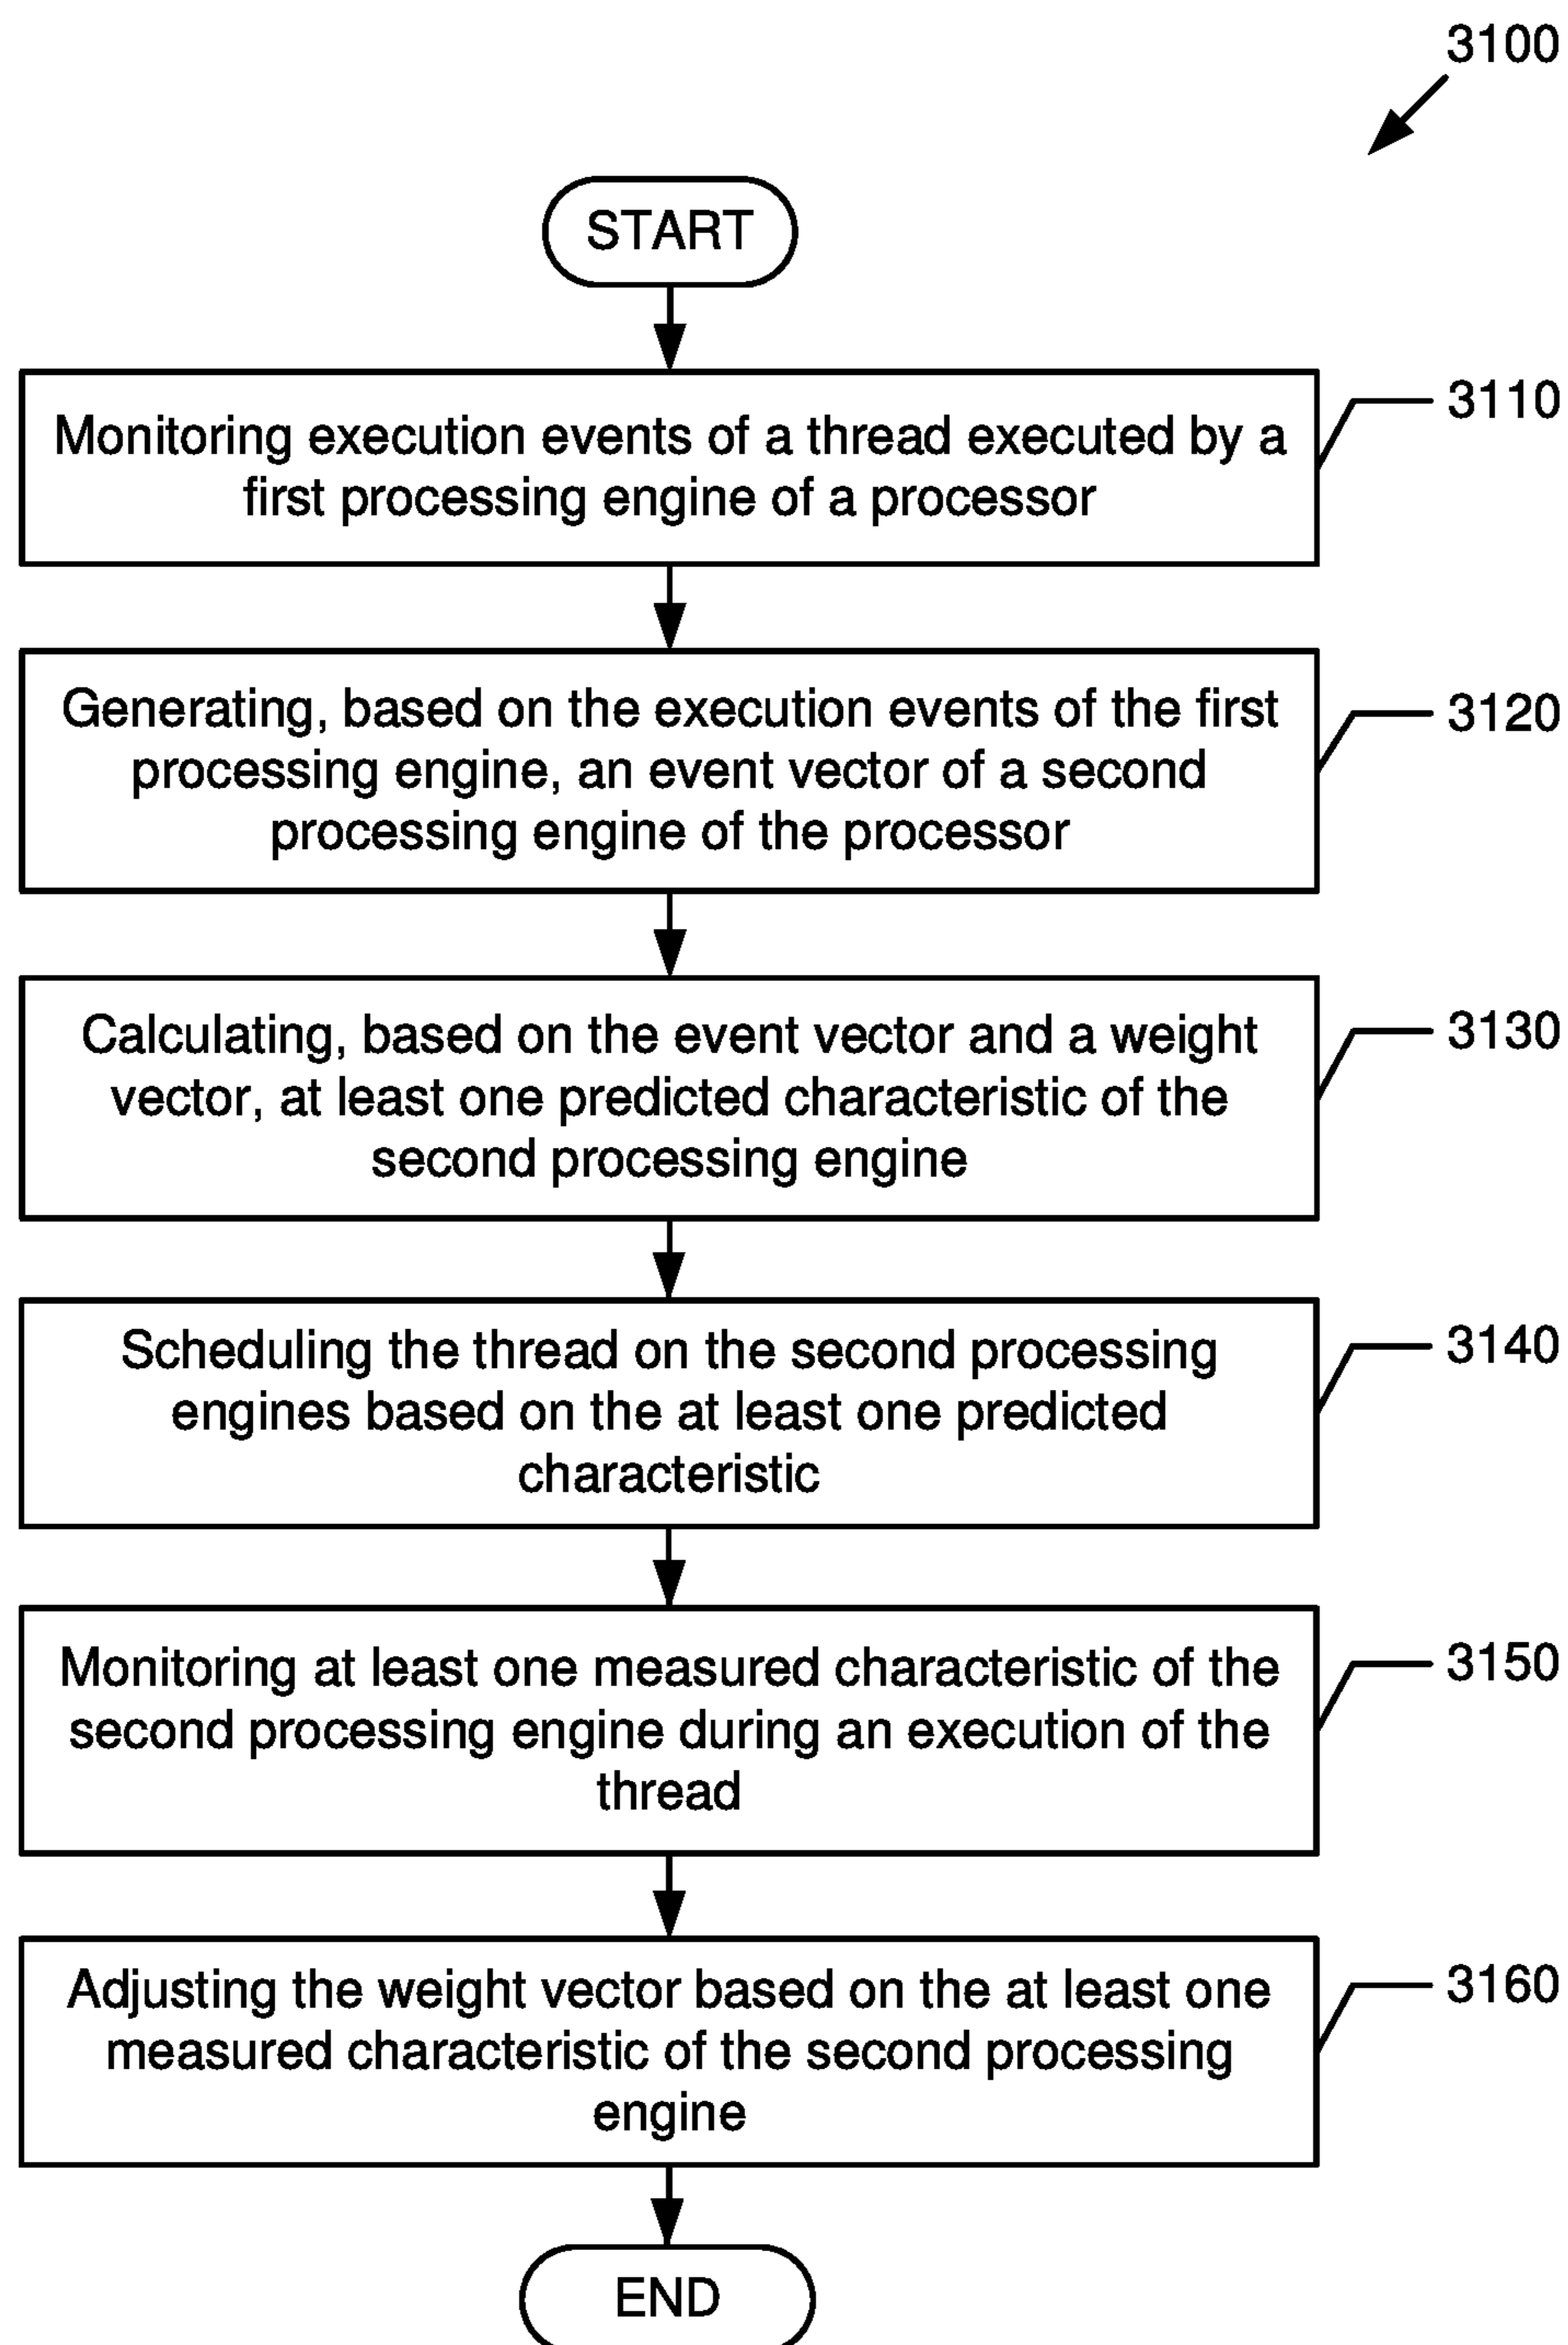 3100
START
Monitoring execution events of a thread executed by a
first processing engine of a processor
3110
Generating, based on the execution events of the first
processing engine, an event vector of a second
processing engine of the processor
3120
Calculating, based on the event vector and a weight
vector, at least one predicted characteristic of the
second processing engine
3130
Scheduling the thread on the second processing
engines based on the at least one predicted
characteristic
3140
Monitoring at least one measured characteristic of the
second processing engine during an execution of the
thread
3150
Adjusting the weight vector based on the at least one
measured characteristic of the second processing
engine
3160
END